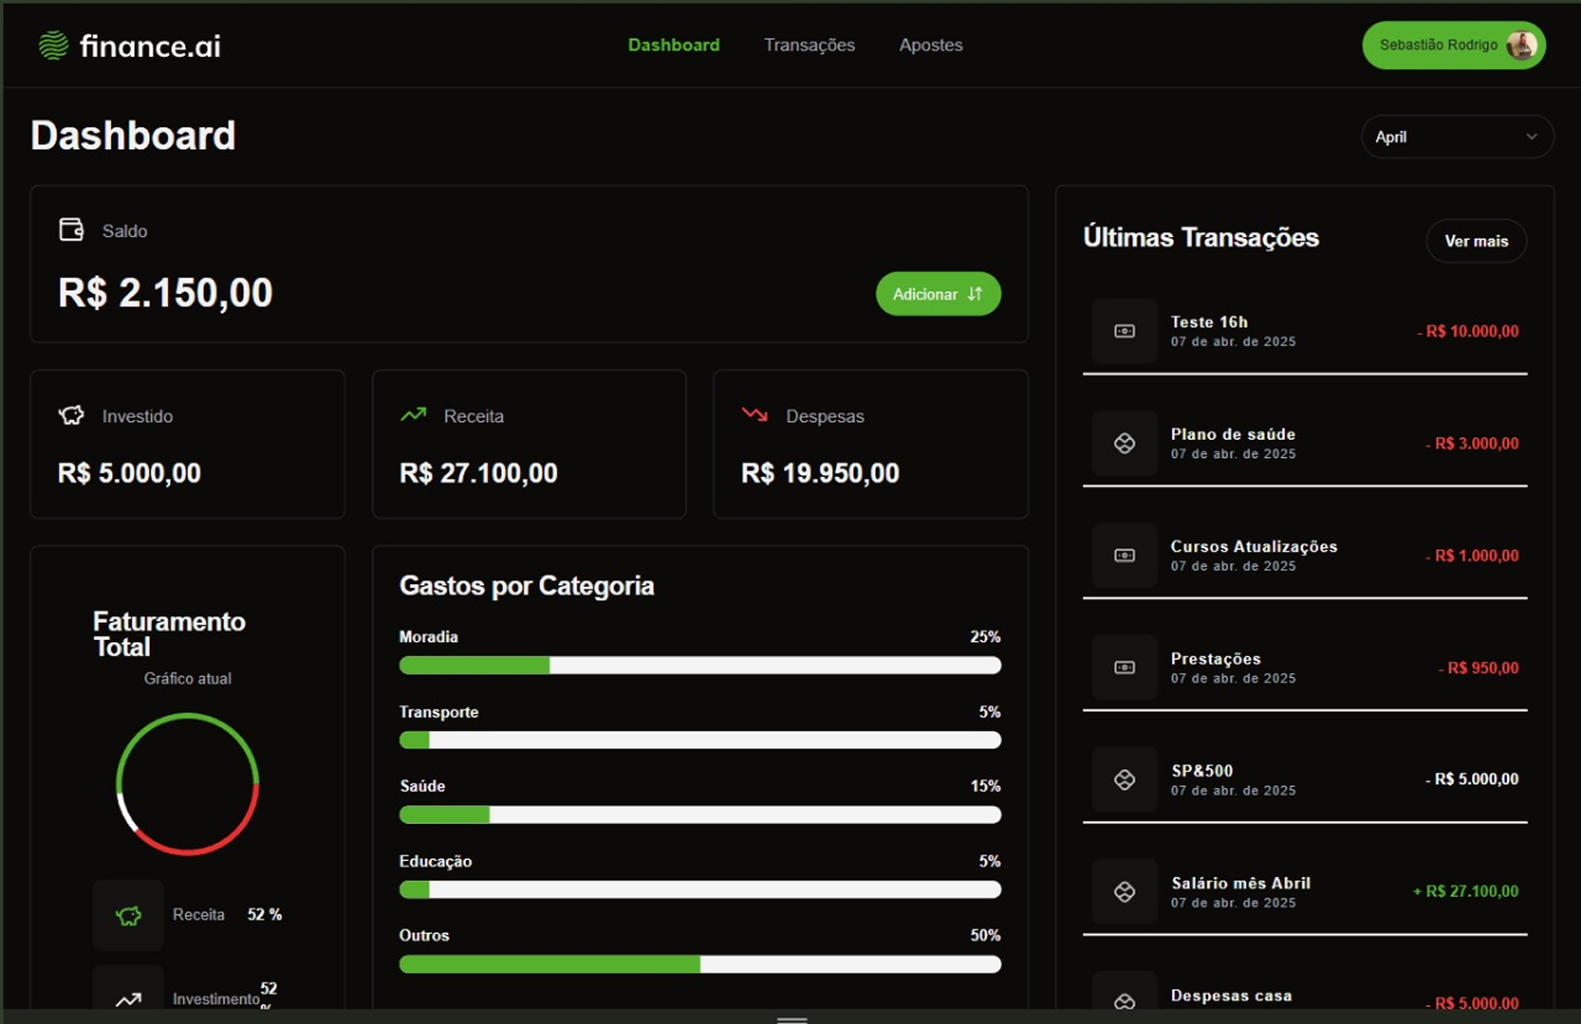 finance.ai
Dashboard
Transações
Apostes
Sebastião Rodrigo
Dashboard
April
Saldo
R$ 2.150,00
Adicionar
Investido
R$ 5.000,00
Receita
R$ 27.100,00
Despesas
R$ 19.950,00
Faturamento
Total
Gráfico atual
Receita 52 %
Investimento 52
%
Gastos por Categoria
Moradia 25%
Transporte 5%
Saúde 15%
Educação 5%
Outros 50%
Últimas Transações
Ver mais
Teste 16h
07 de abr. de 2025
- R$ 10.000,00
Plano de saúde
07 de abr. de 2025
- R$ 3.000,00
Cursos Atualizações
07 de abr. de 2025
- R$ 1.000,00
Prestações
07 de abr. de 2025
- R$ 950,00
SP&500
07 de abr. de 2025
- R$ 5.000,00
Salário mês Abril
07 de abr. de 2025
+ R$ 27.100,00
Despesas casa
- R$ 5.000,00